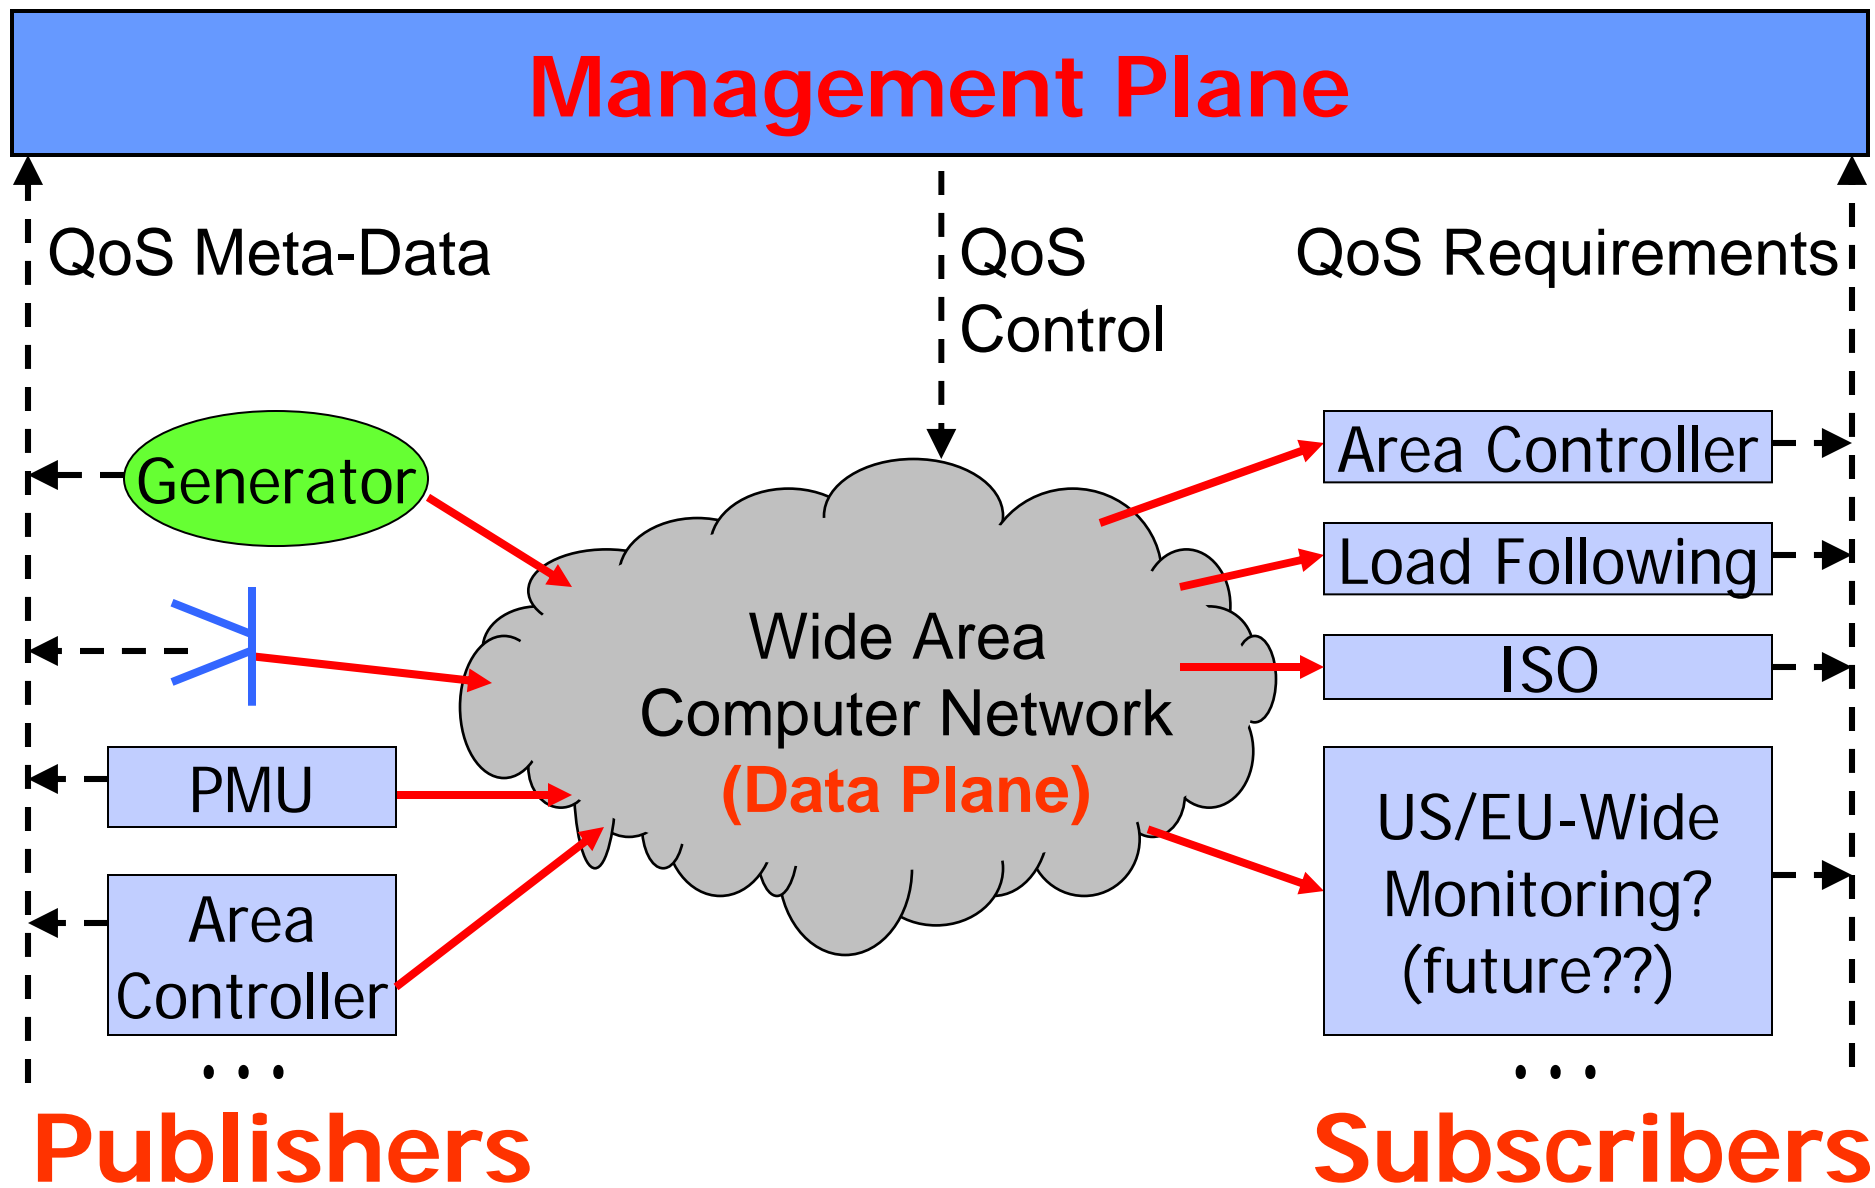 Management Plane
QoS Meta-Data
QoS
Control
QoS Requirements
Generator
PMU
Area
Controller
. . .
Publishers
Wide Area
Computer Network
(Data Plane)
Area Controller
Load Following
ISO
US/EU-Wide
Monitoring?
(future??)
. . .
Subscribers